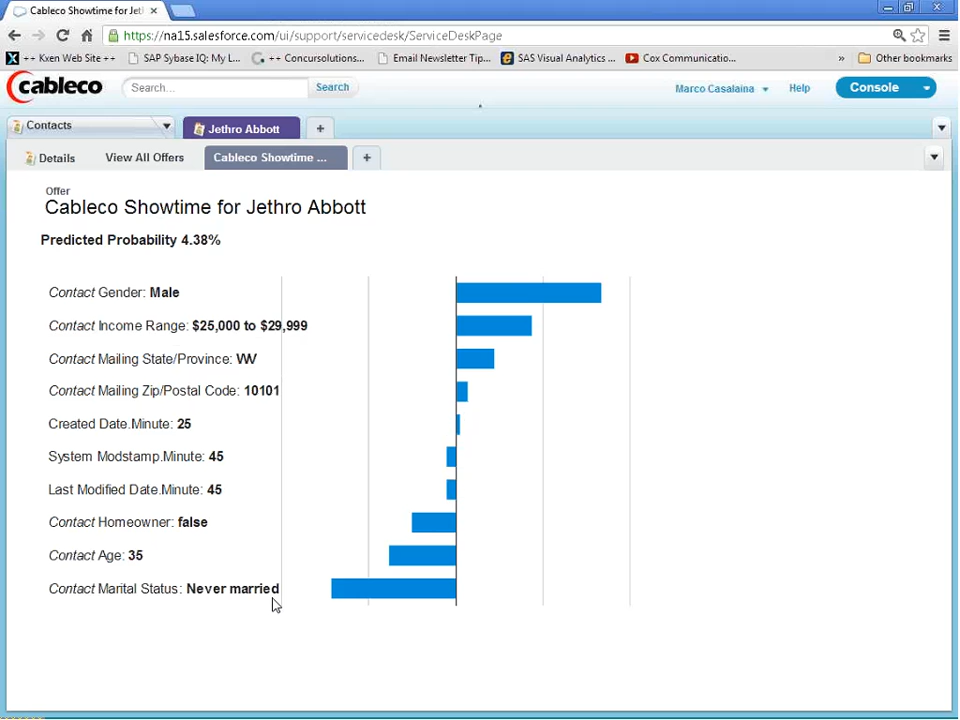 Cableco Showtime for Jet
https://na15.salesforce.com/ui/support/servicedesk/ServiceDeskPage
++ Kxen Web Site ++ SAP Sybase IQ: My L... ++ Concursolutions... Email Newsletter Tip... SAS Visual Analytics ... Cox Communicatio... » Other bookmarks
cableco Search... Search Marco Casalaina Help Console
Contacts Jethro Abbott +
Details View All Offers Cableco Showtime ... +
Offer
Cableco Showtime for Jethro Abbott
Predicted Probability 4.38%
Contact Gender: Male
Contact Income Range: $25,000 to $29,999
Contact Mailing State/Province: WV
Contact Mailing Zip/Postal Code: 10101
Created Date.Minute: 25
System Modstamp.Minute: 45
Last Modified Date.Minute: 45
Contact Homeowner: false
Contact Age: 35
Contact Marital Status: Never married